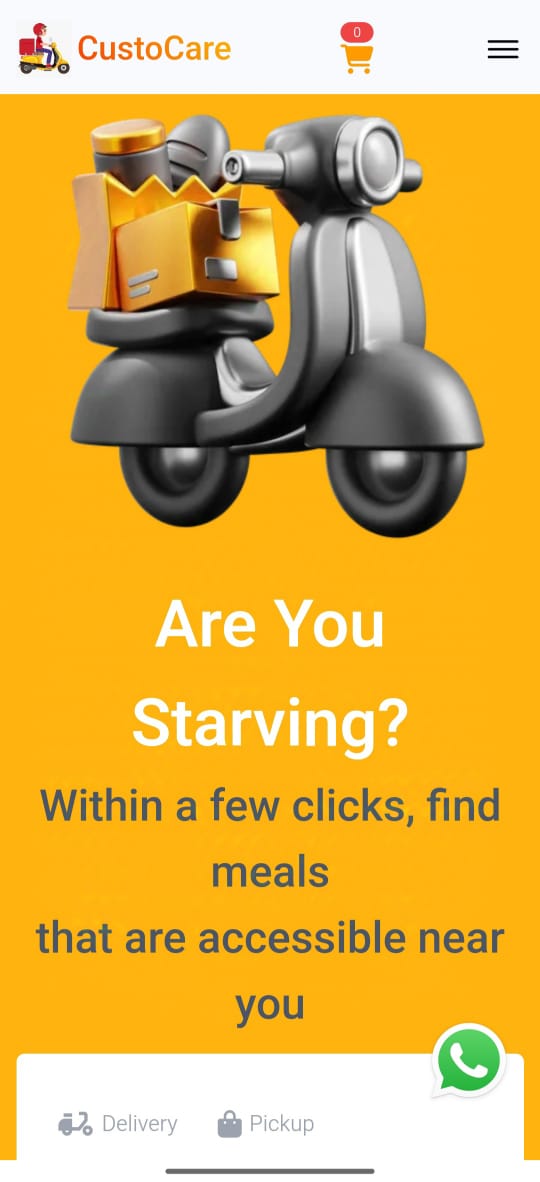 CustoCare
0
Are You
Starving?
Within a few clicks, find
meals
that are accessible near
you
Delivery
Pickup